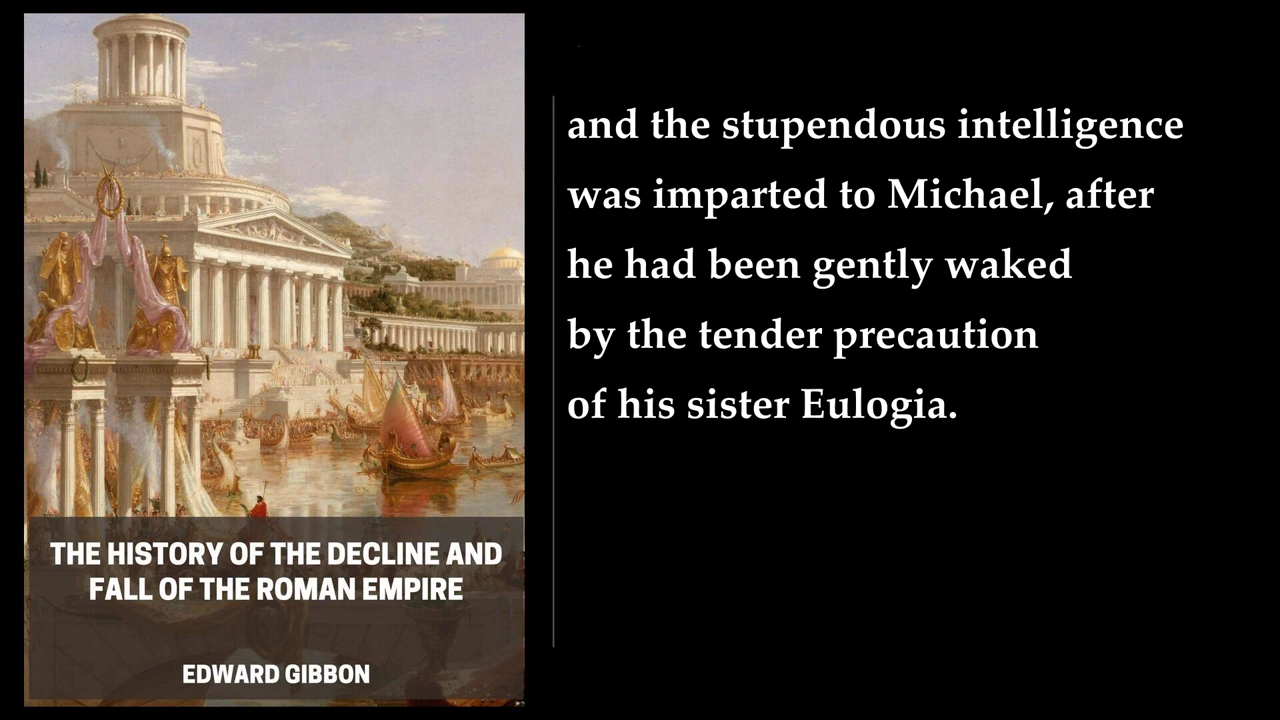 THE HISTORY OF THE DECLINE AND
FALL OF THE ROMAN EMPIRE
EDWARD GIBBON
and the stupendous intelligence
was imparted to Michael, after
he had been gently waked
by the tender precaution
of his sister Eulogia.